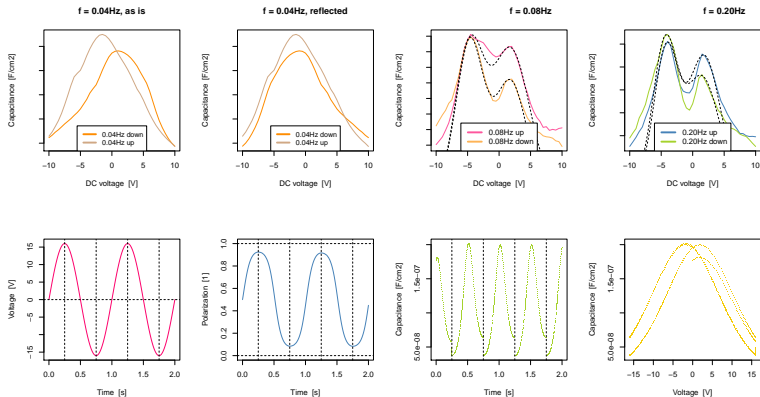 f = 0.04Hz, as is
f = 0.04Hz, reflected
f = 0.08Hz
f = 0.20Hz
Capacitance [F/cm2]
0.04Hz down
0.04Hz up
−10 −5 0 5 10
DC voltage [V]
Capacitance [F/cm2]
0.04Hz down
0.04Hz up
−10 −5 0 5 10
DC voltage [V]
Capacitance [F/cm2]
0.08Hz up
0.08Hz down
−10 −5 0 5 10
DC voltage [V]
Capacitance [F/cm2]
0.20Hz up
0.20Hz down
−10 −5 0 5 10
DC voltage [V]
Voltage [V]
−15 −5 0 5 15
0.0 0.5 1.0 1.5 2.0
Time [s]
Polarization [1]
0.0 0.2 0.4 0.6 0.8 1.0
0.0 0.5 1.0 1.5 2.0
Time [s]
Capacitance [F/cm2]
5.0e−08 1.5e−07
0.0 0.5 1.0 1.5 2.0
Time [s]
Capacitance [F/cm2]
5.0e−08 1.5e−07
−15 −10 −5 0 5 10 15
Voltage [V]